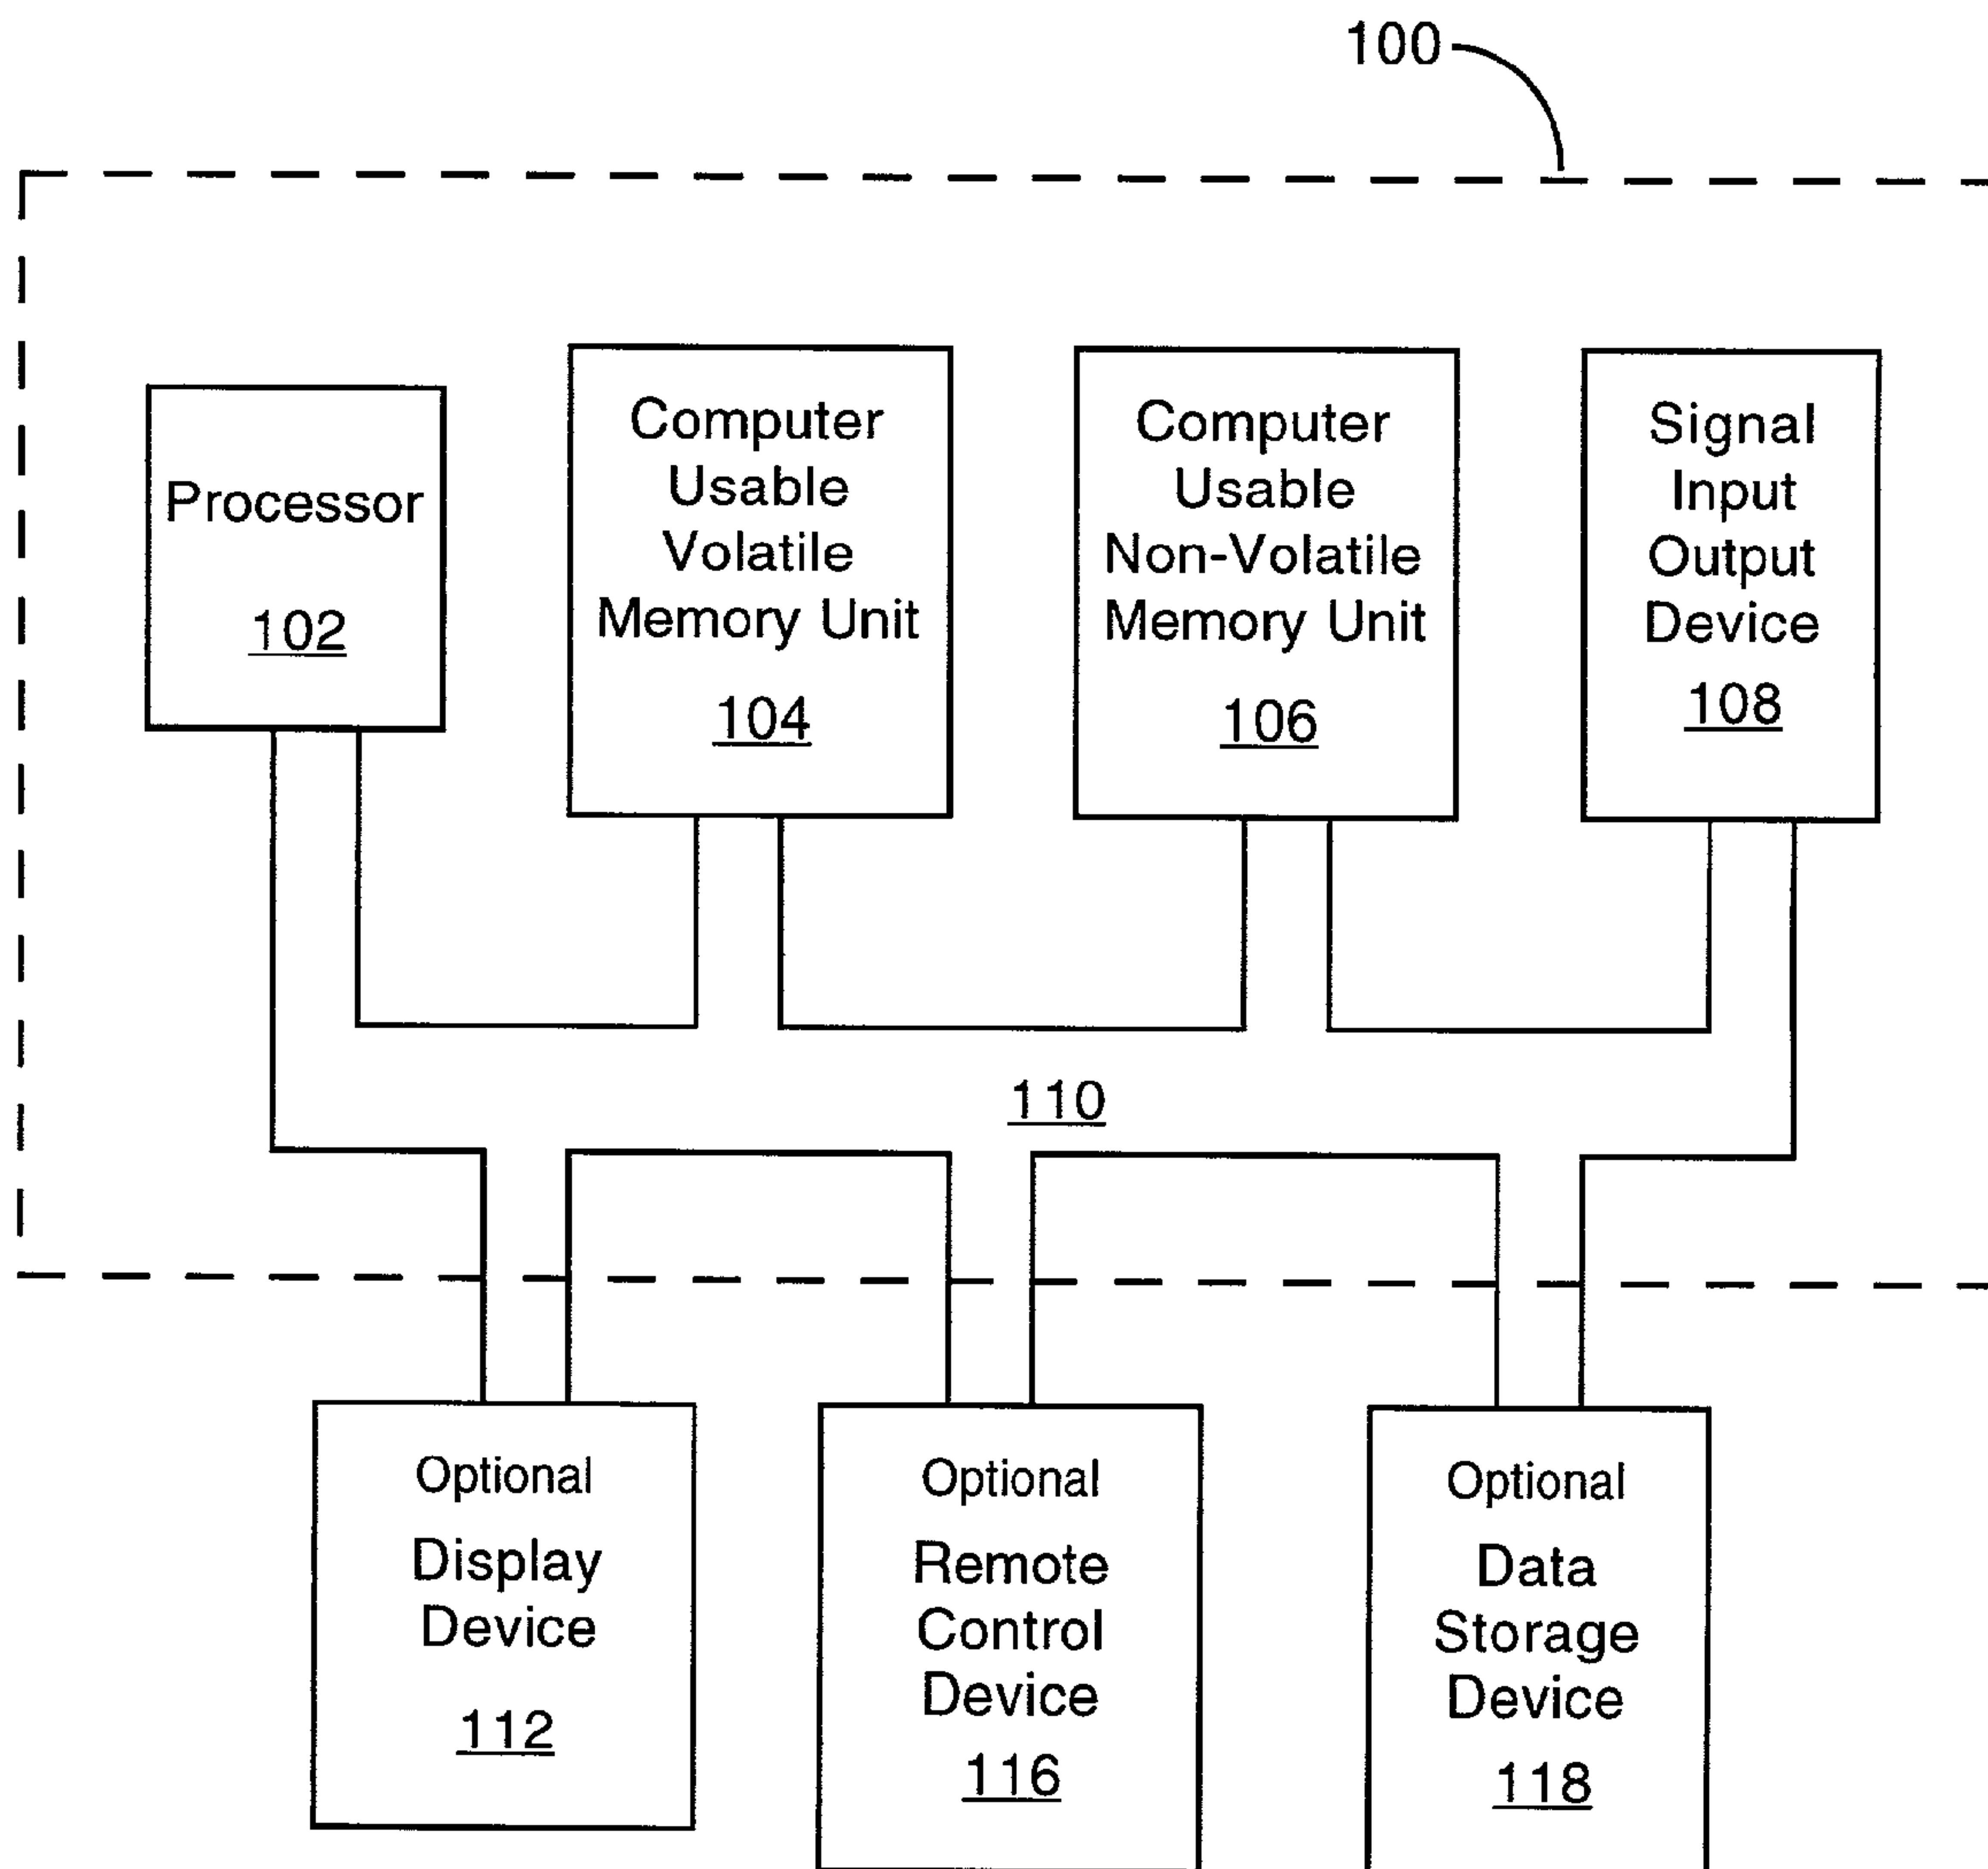 100
Processor
102
Computer
Usable
Volatile
Memory Unit
104
Computer
Usable
Non-Volatile
Memory Unit
106
Signal
Input
Output
Device
108
110
Optional
Display
Device
112
Optional
Remote
Control
Device
116
Optional
Data
Storage
Device
118